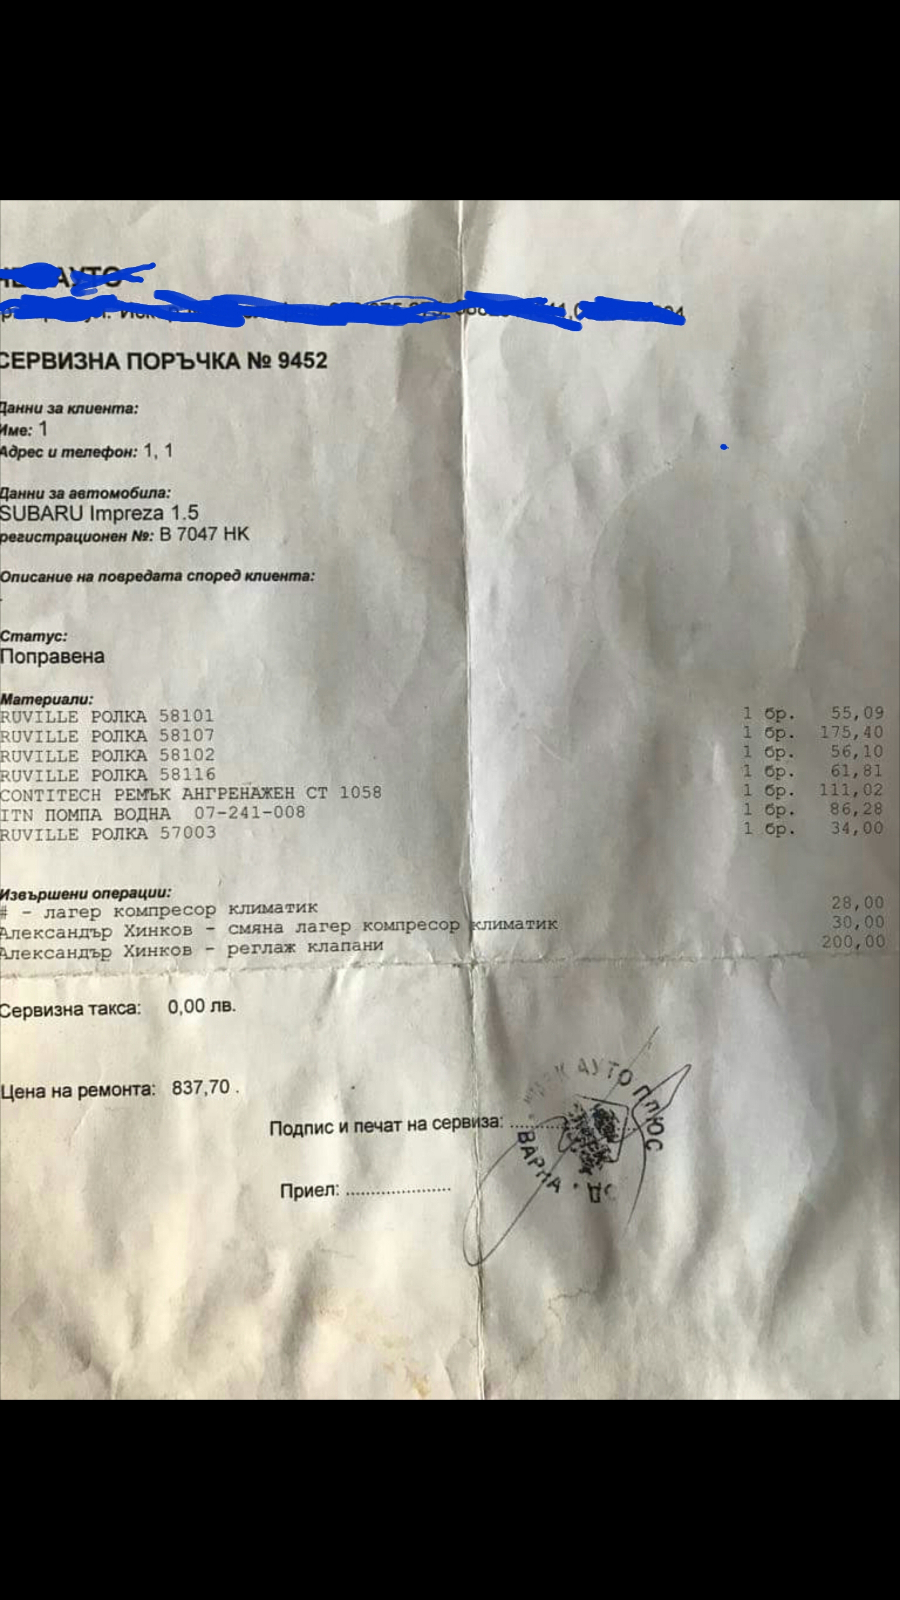 АУТО
СЕРВИЗНА ПОРЪЧКА № 9452
Данни за клиента:
Име: 1
Адрес и телефон: 1, 1
Данни за автомобила:
SUBARU Impreza 1.5
регистрационен №: В 7047 НК
Описание на повредата според клиента:
.
Статус:
Поправена
Материали:
RUVILLE РОЛКА 58101 1 бр. 55,09
RUVILLE РОЛКА 58107 1 бр. 175,40
RUVILLE РОЛКА 58102 1 бр. 56,10
RUVILLE РОЛКА 58116 1 бр. 61,81
CONTITECH РЕМЪК АНГРЕНАЖЕН CT 1058 1 бр. 111,02
ITN ПОМПА ВОДНА 07-241-008 1 бр. 86,28
RUVILLE РОЛКА 57003 1 бр. 34,00
Извършени операции:
# - лагер компресор климатик 28,00
Александър Хинков - смяна лагер компресор климатик 30,00
Александър Хинков - реглаж клапани 200,00
Сервизна такса: 0,00 лв.
Цена на ремонта: 837,70 .
Подпис и печат на сервиза: ....................
АУТО ПЛЮС
ВАРНА
Приел: .....................